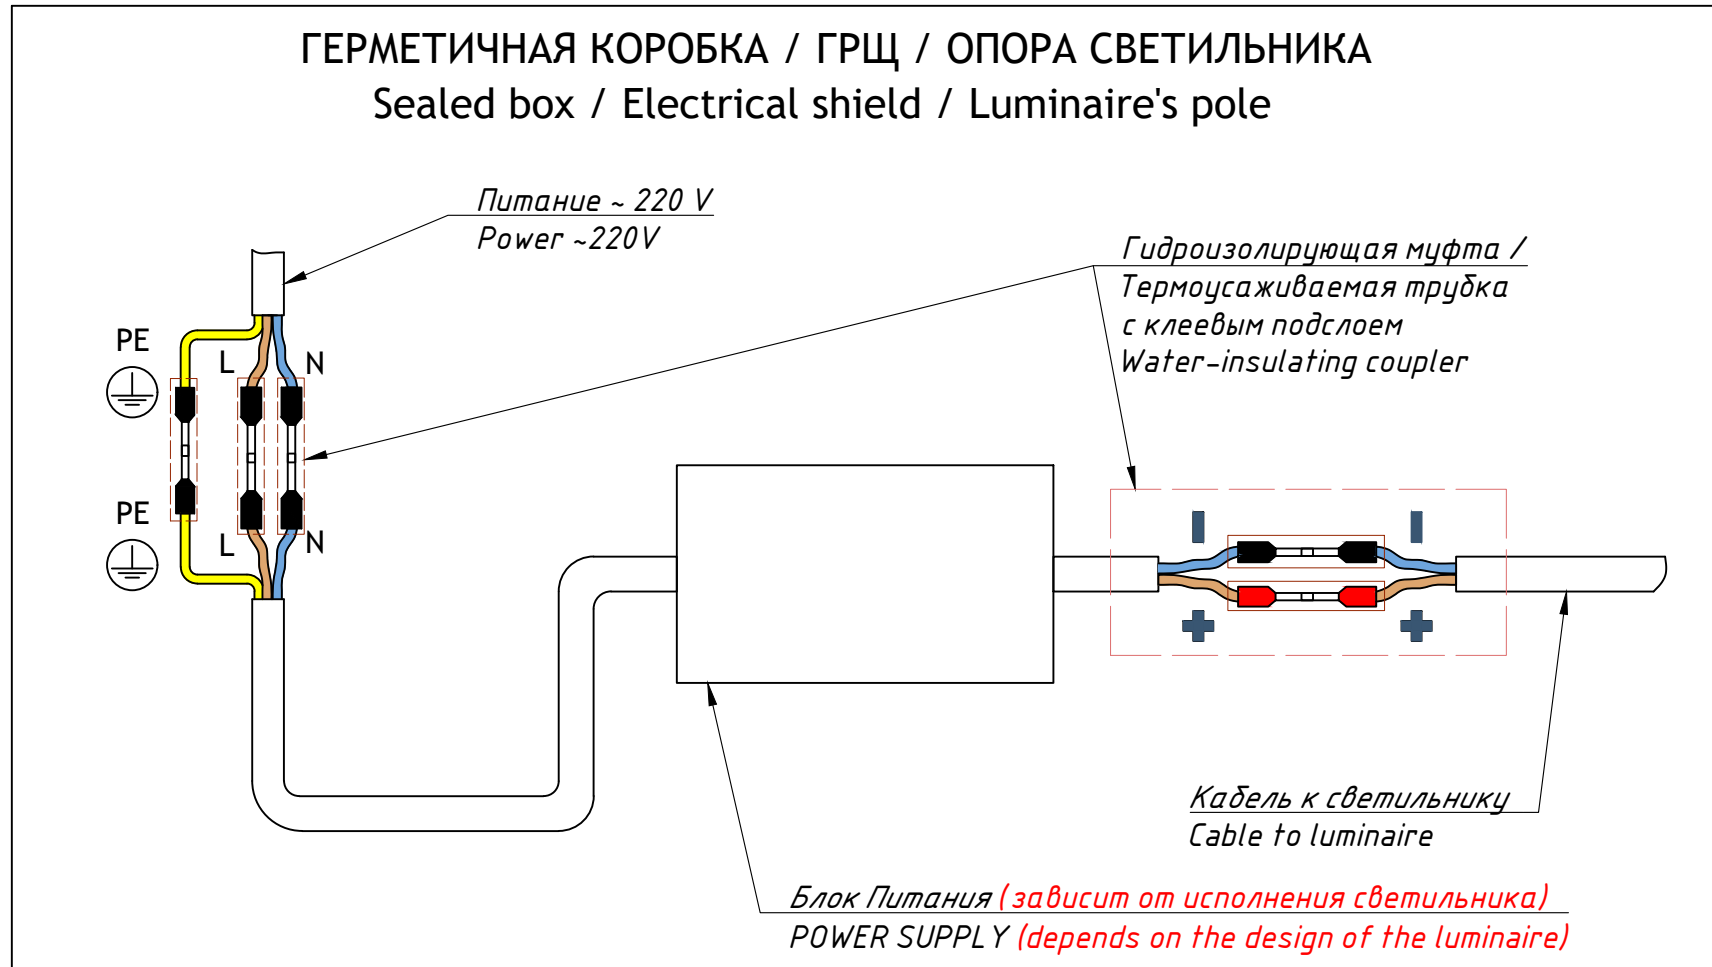 ГЕРМЕТИЧНАЯ КОРОБКА / ГРЩ / ОПОРА СВЕТИЛЬНИКА
Sealed box / Electrical shield / Luminaire's pole
Питание ~ 220 V
Power ~220V
Гидроизолирующая муфта /
Термоусаживаемая трубка
с клеевым подслоем
Water-insulating coupler
PE
L
N
PE
L
N
Кабель к светильнику
Cable to luminaire
Блок Питания (зависит от исполнения светильника)
POWER SUPPLY (depends on the design of the luminaire)